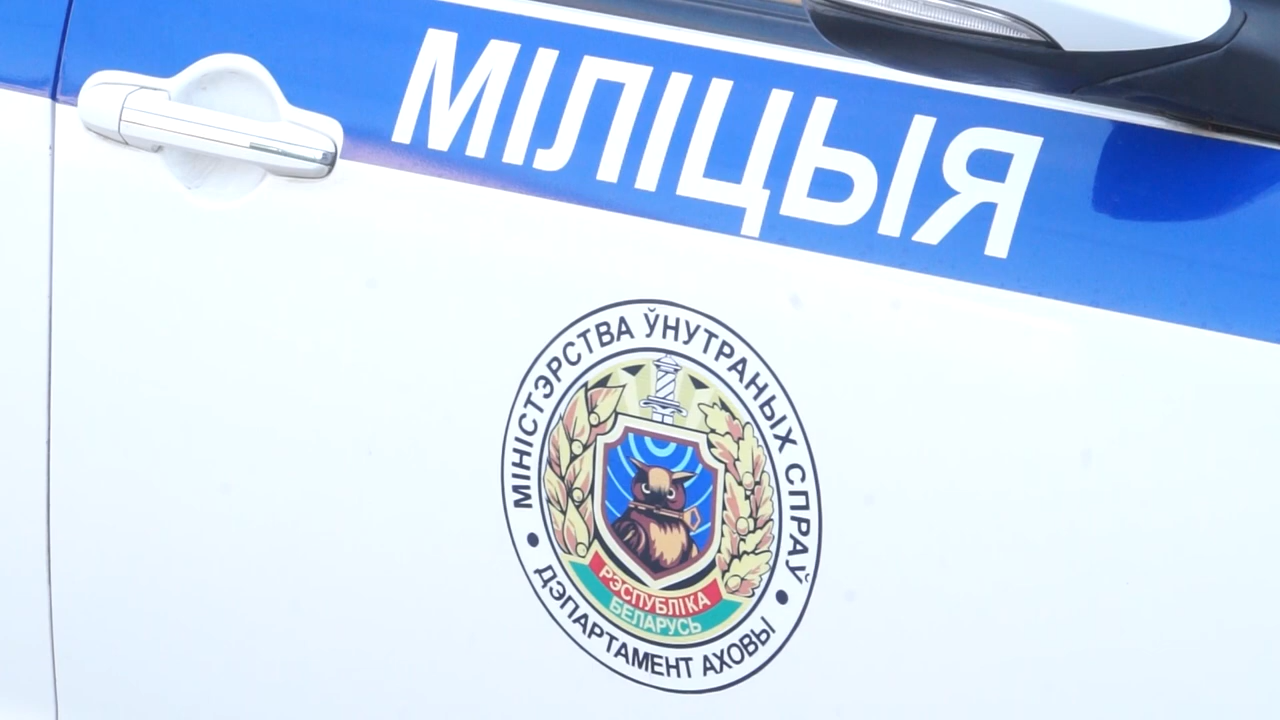 МІЛІЦЫЯ
МІНІСТЭРСТВА ЎНУТРАНЫХ СПРАЎ
РЭСПУБЛІКА
БЕЛАРУСЬ
ДЭПАРТАМЕНТ АХОВЫ